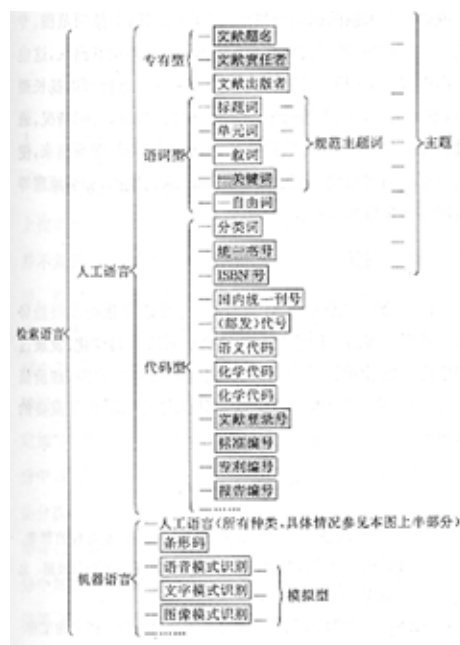 文献题名
专有型
文献责任者
文献出版者
标题词
单元词
语词型
一叙词
规范主题词
主题
一关键词
一自由词
分类词
统一书号
人工语言
ISBN号
国内统一刊号
(邮发)代号
检索语言
语义代码
代码型
化学代码
化学代码
文献登录号
标准编号
专利编号
报告编号
……
人工语言(所有种类,具体情况参见本图上半部分)
条形码
语音模式识别
机器语言
文字模式识别
模拟型
图像模式识别
……